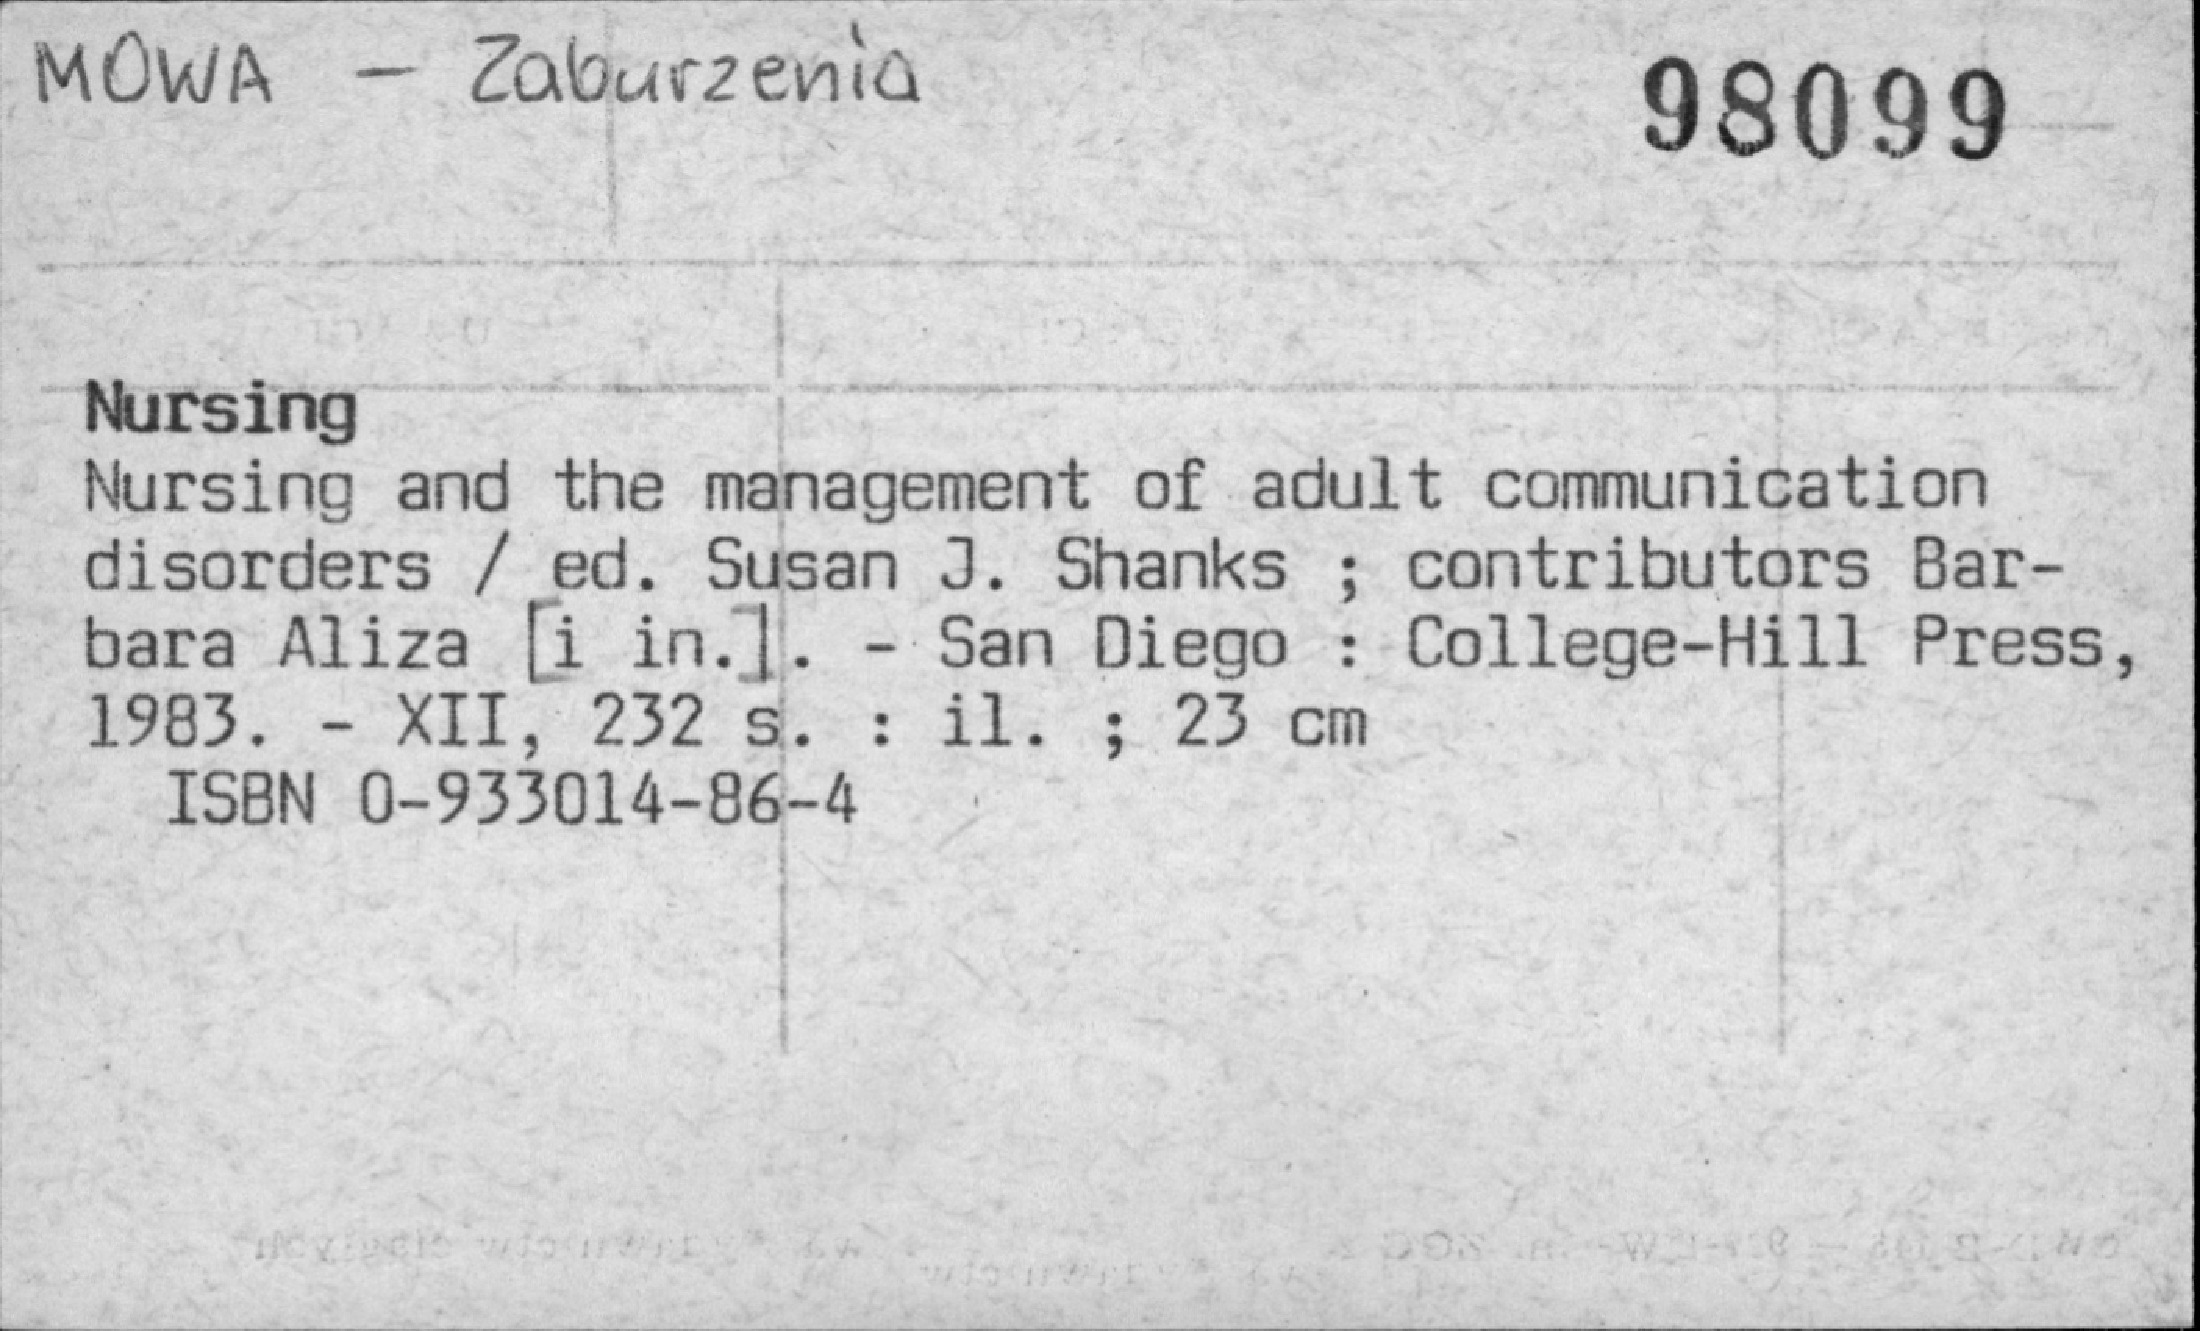 MOWA - Zaburzenia
98099
Nursing
Nursing and the management of adult communication
disorders / ed. Susan J. Shanks ; contributors Bar-
bara Aliza [i in.]. - San Diego : College-Hill Press,
1983. - XII, 232 s. : il. ; 23 cm
ISBN 0-933014-86-4